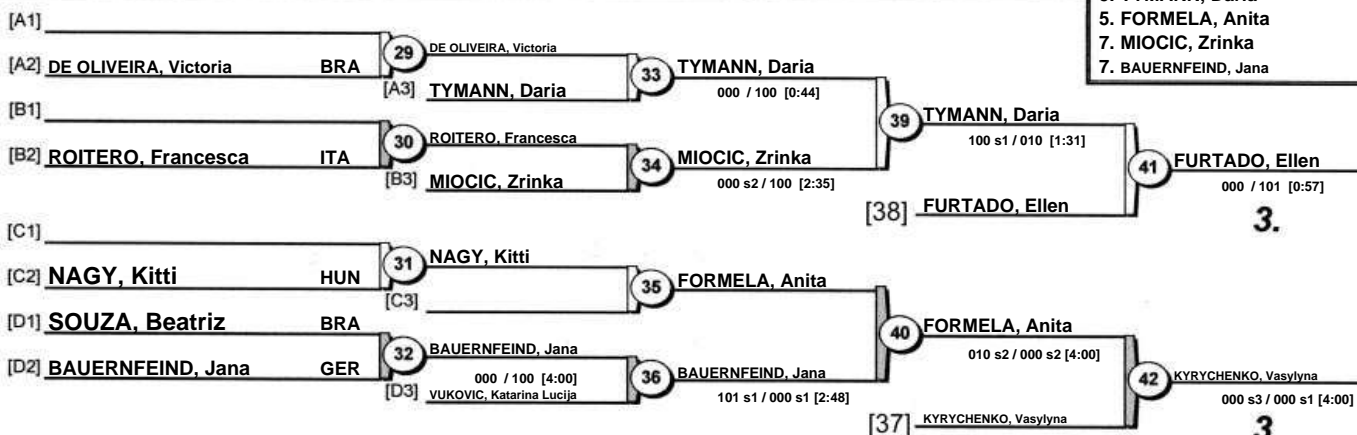 5. FORMELA, Anita
7. MIOCIC, Zrinka
7. BAUERNFEIND, Jana
[A1]
[A2] DE OLIVEIRA, Victoria BRA
29
DE OLIVEIRA, Victoria
[A3] TYMANN, Daria
33
TYMANN, Daria
000 / 100 [0:44]
[B1]
[B2] ROITERO, Francesca ITA
30
ROITERO, Francesca
[B3] MIOCIC, Zrinka
34
MIOCIC, Zrinka
000 s2 / 100 [2:35]
39
TYMANN, Daria
100 s1 / 010 [1:31]
[38] FURTADO, Ellen
41
FURTADO, Ellen
000 / 101 [0:57]
3.
[C1]
[C2] NAGY, Kitti HUN
31
NAGY, Kitti
[C3]
35
FORMELA, Anita
[D1] SOUZA, Beatriz BRA
[D2] BAUERNFEIND, Jana GER
32
BAUERNFEIND, Jana
000 / 100 [4:00]
[D3] VUKOVIC, Katarina Lucija
36
BAUERNFEIND, Jana
101 s1 / 000 s1 [2:48]
40
FORMELA, Anita
010 s2 / 000 s2 [4:00]
[37] KYRYCHENKO, Vasylyna
42
KYRYCHENKO, Vasylyna
000 s3 / 000 s1 [4:00]
3